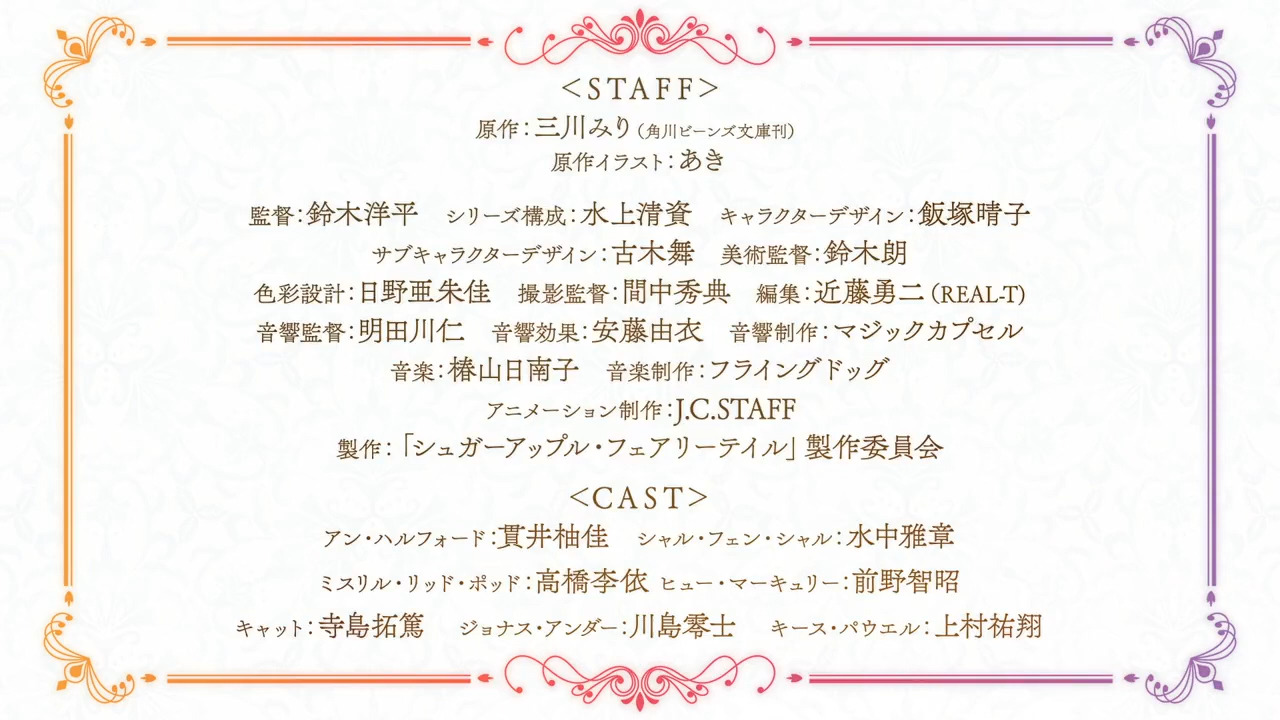 <STAFF>
原作:三川みり(角川ビーンズ文庫刊)
原作イラスト:あき
監督:鈴木洋平 シリーズ構成:水上清資 キャラクターデザイン:飯塚晴子
サブキャラクターデザイン:古木舞 美術監督:鈴木朗
色彩設計:日野亜朱佳 撮影監督:間中秀典 編集:近藤勇二(REAL-T)
音響監督:明田川仁 音響効果:安藤由衣 音響制作:マジックカプセル
音楽:椿山日南子 音楽制作:フライングドッグ
アニメーション制作:J.C.STAFF
製作:「シュガーアップル・フェアリーテイル」製作委員会
<CAST>
アン・ハルフォード:貫井柚佳 シャル・フェン・シャル:水中雅章
ミスリル・リッド・ポッド:高橋李依 ヒュー・マーキュリー:前野智昭
キャット:寺島拓篤 ジョナス・アンダー:川島零士 キース・パウエル:上村祐翔